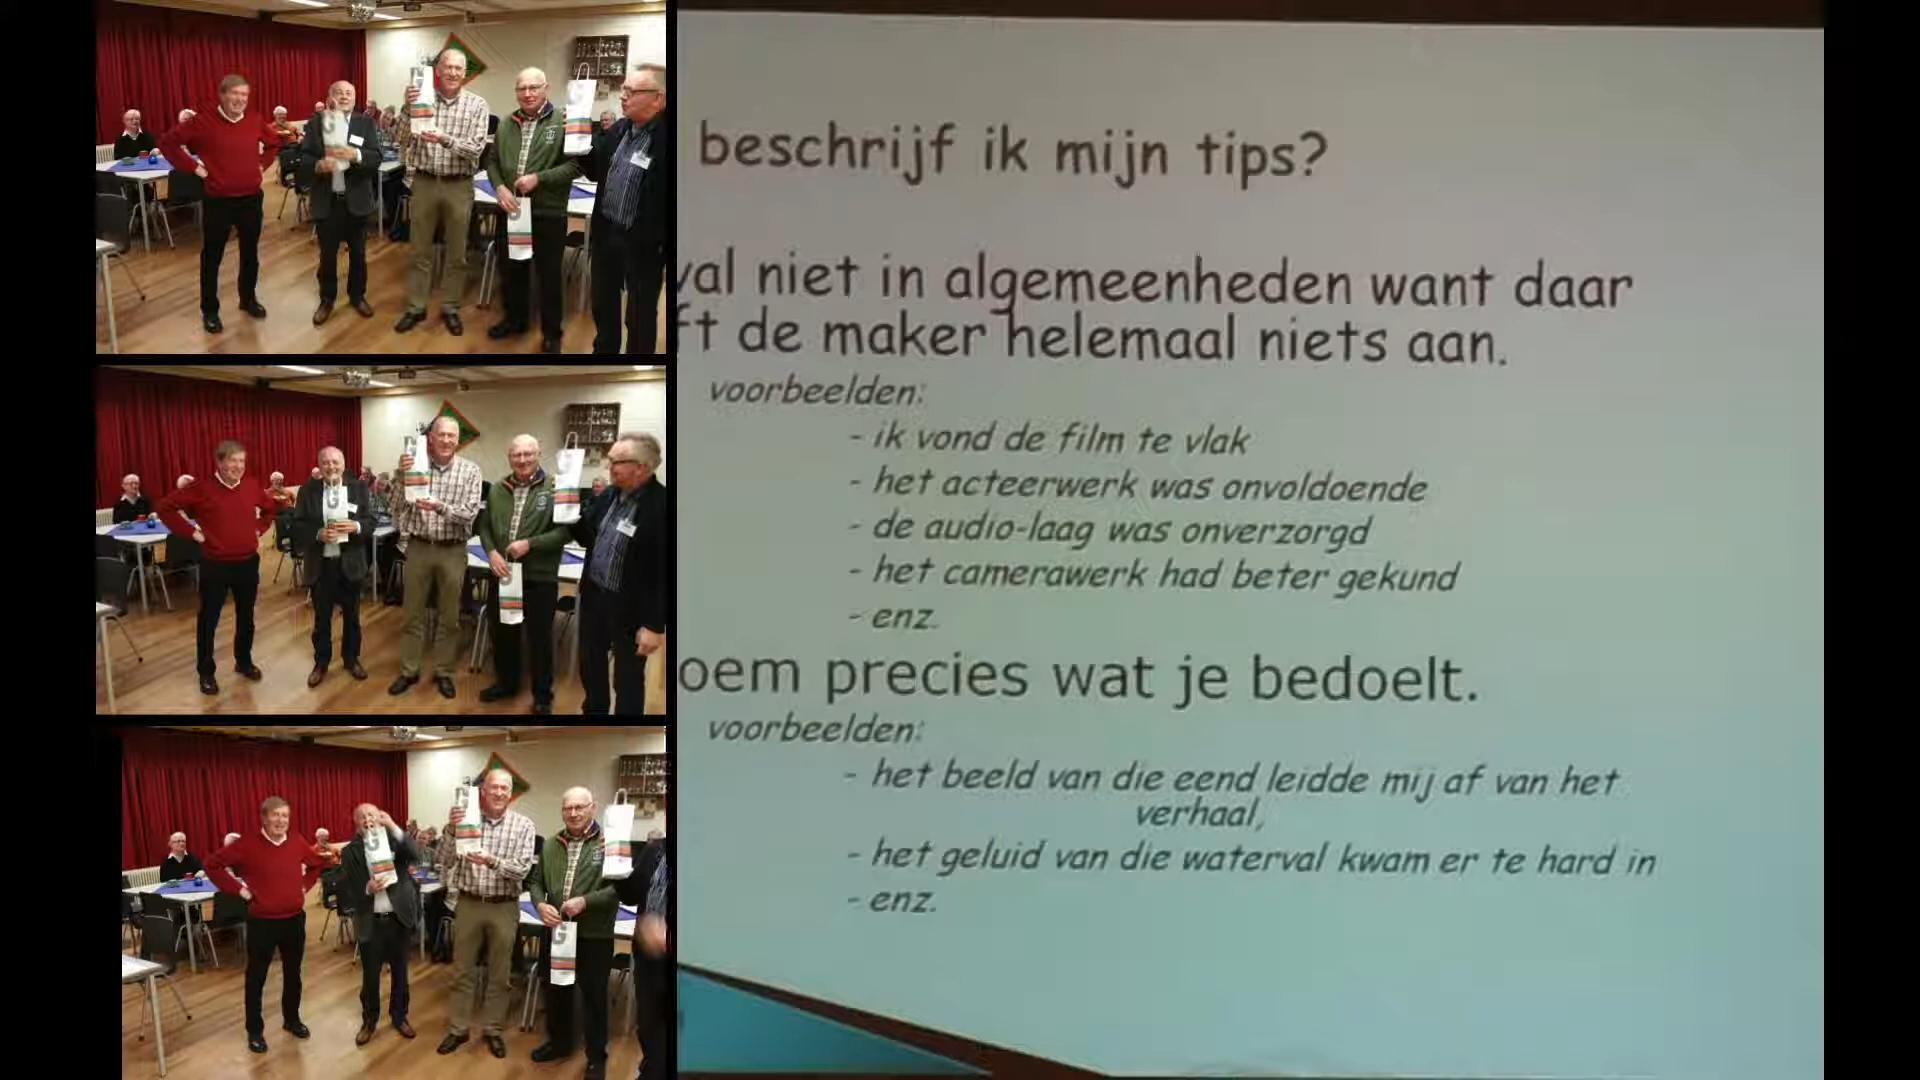 beschrijf ik mijn tips?
val niet in algemeenheden want daar
ft de maker helemaal niets aan.
voorbeelden:
- ik vond de film te vlak
- het acteerwerk was onvoldoende
- de audio-laag was onverzorgd
- het camerawerk had beter gekund
- enz.
oem precies wat je bedoelt.
voorbeelden:
- het beeld van die eend leidde mij af van het
verhaal,
- het geluid van die waterval kwam er te hard in
- enz.
G
G
G
G
G
G
G
G